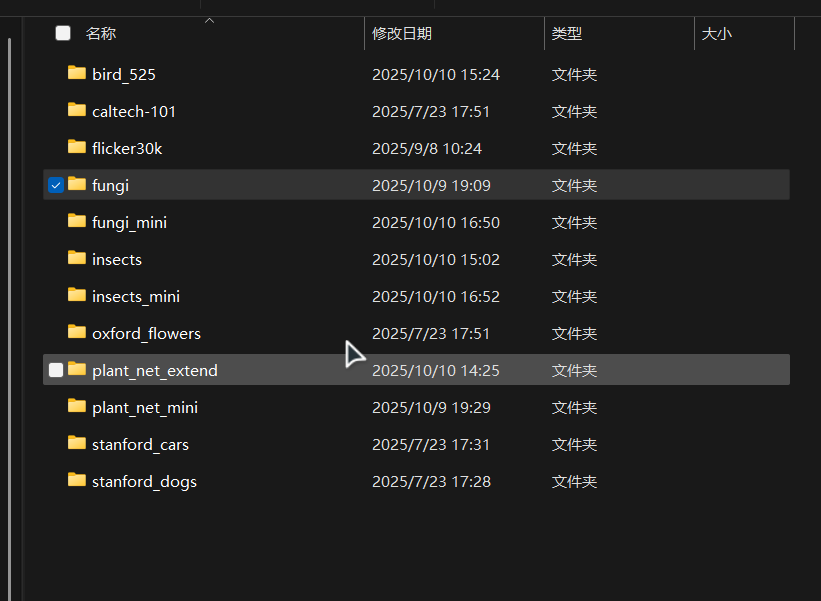 名称 修改日期 类型 大小
bird_525 2025/10/10 15:24 文件夹
caltech-101 2025/7/23 17:51 文件夹
flicker30k 2025/9/8 10:24 文件夹
fungi 2025/10/9 19:09 文件夹
fungi_mini 2025/10/10 16:50 文件夹
insects 2025/10/10 15:02 文件夹
insects_mini 2025/10/10 16:52 文件夹
oxford_flowers 2025/7/23 17:51 文件夹
plant_net_extend 2025/10/10 14:25 文件夹
plant_net_mini 2025/10/9 19:29 文件夹
stanford_cars 2025/7/23 17:31 文件夹
stanford_dogs 2025/7/23 17:28 文件夹